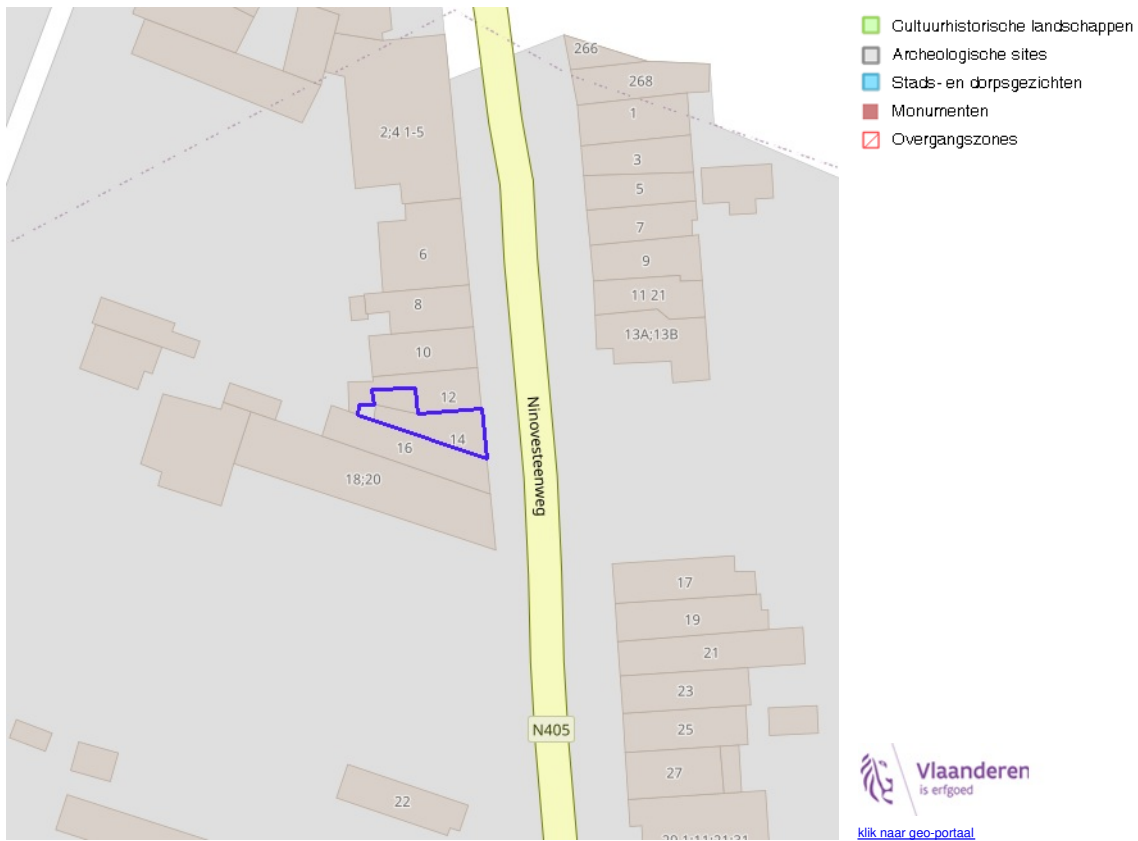 266
268
1
2;4 1-5
3
5
7
6
9
8
11 21
13A;13B
10
12
14
16
18;20
Ninovesteenweg
17
19
21
23
N405
25
27
22
Cultuurhistorische landschappen
Archeologische sites
Stads- en dorpsgezichten
Monumenten
Overgangszones
Vlaanderen
is erfgoed
klik naar geo-portaal